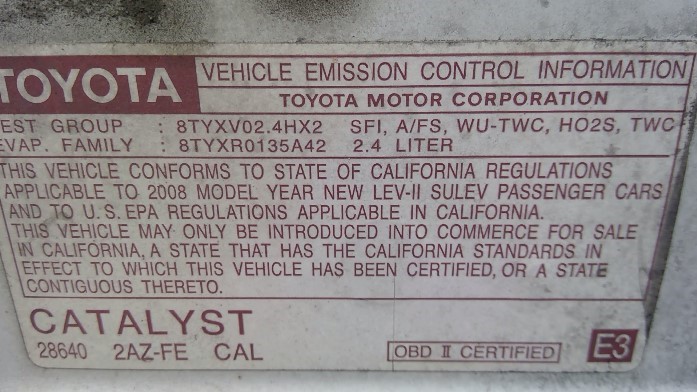 TOYOTA VEHICLE EMISSION CONTROL INFORMATION
TOYOTA MOTOR CORPORATION
EST GROUP : 8TYXV02.4HX2 SFI, A/FS, WU-TWC, HO2S, TWC
EVAP. FAMILY : 8TYXR0135A42 2.4 LITER
THIS VEHICLE CONFORMS TO STATE OF CALIFORNIA REGULATIONS
APPLICABLE TO 2008 MODEL YEAR NEW LEV-II SULEV PASSENGER CARS
AND TO U.S. EPA REGULATIONS APPLICABLE IN CALIFORNIA.
THIS VEHICLE MAY ONLY BE INTRODUCED INTO COMMERCE FOR SALE
IN CALIFORNIA, A STATE THAT HAS THE CALIFORNIA STANDARDS IN
EFFECT TO WHICH THIS VEHICLE HAS BEEN CERTIFIED, OR A STATE
CONTIGUOUS THERETO.
CATALYST
28640 2AZ-FE CAL OBD II CERTIFIED E3